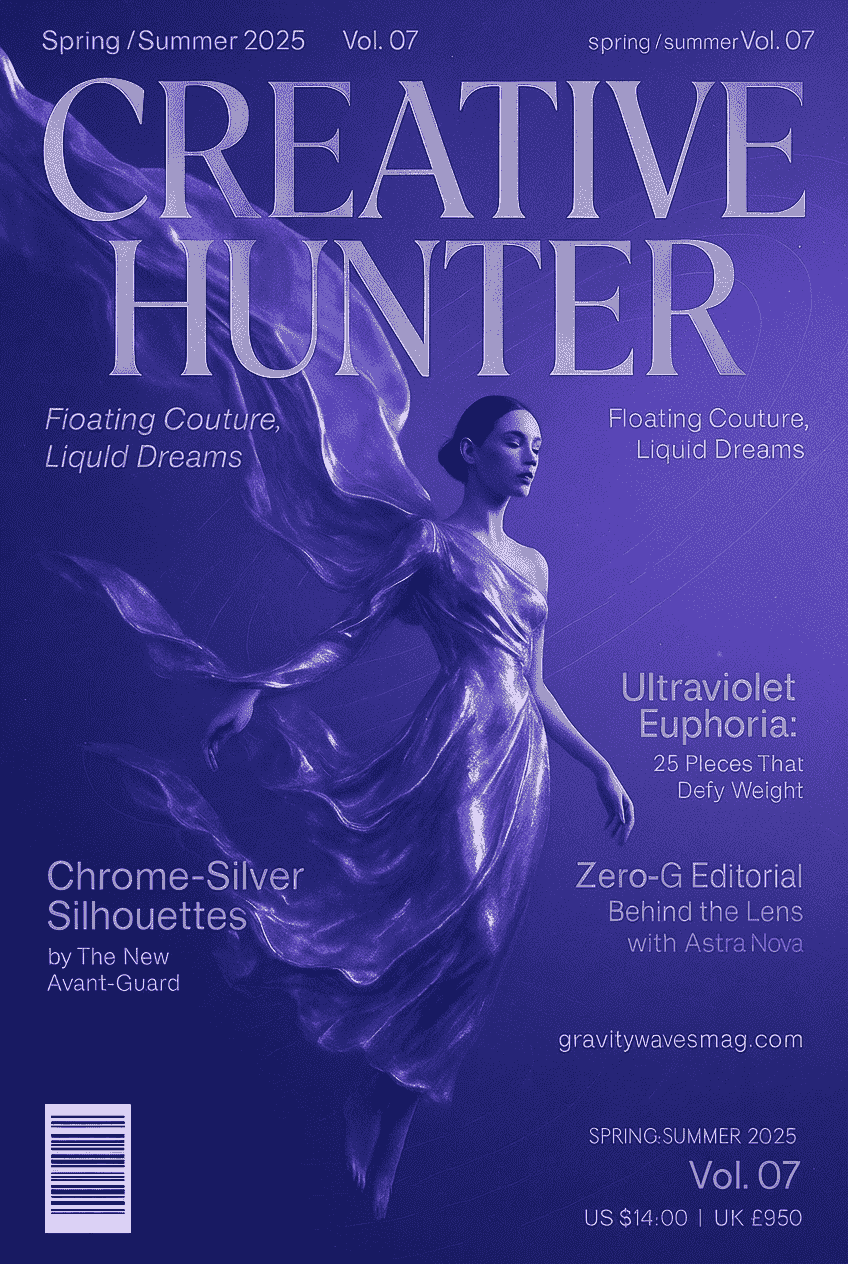 Spring / Summer 2025 Vol. 07
spring / summer Vol. 07
CREATIVE
HUNTER
Fioating Couture,
Liquld Dreams
Floating Couture,
Liquid Dreams
Ultraviolet
Euphoria:
25 Pleces That
Defy Weight
Chrome-Silver
Silhouettes
by The New
Avant-Guard
Zero-G Editorial
Behind the Lens
with Astra Nova
gravitywavesmag.com
SPRING:SUMMER 2025
Vol. 07
US $14:00 | UK £950